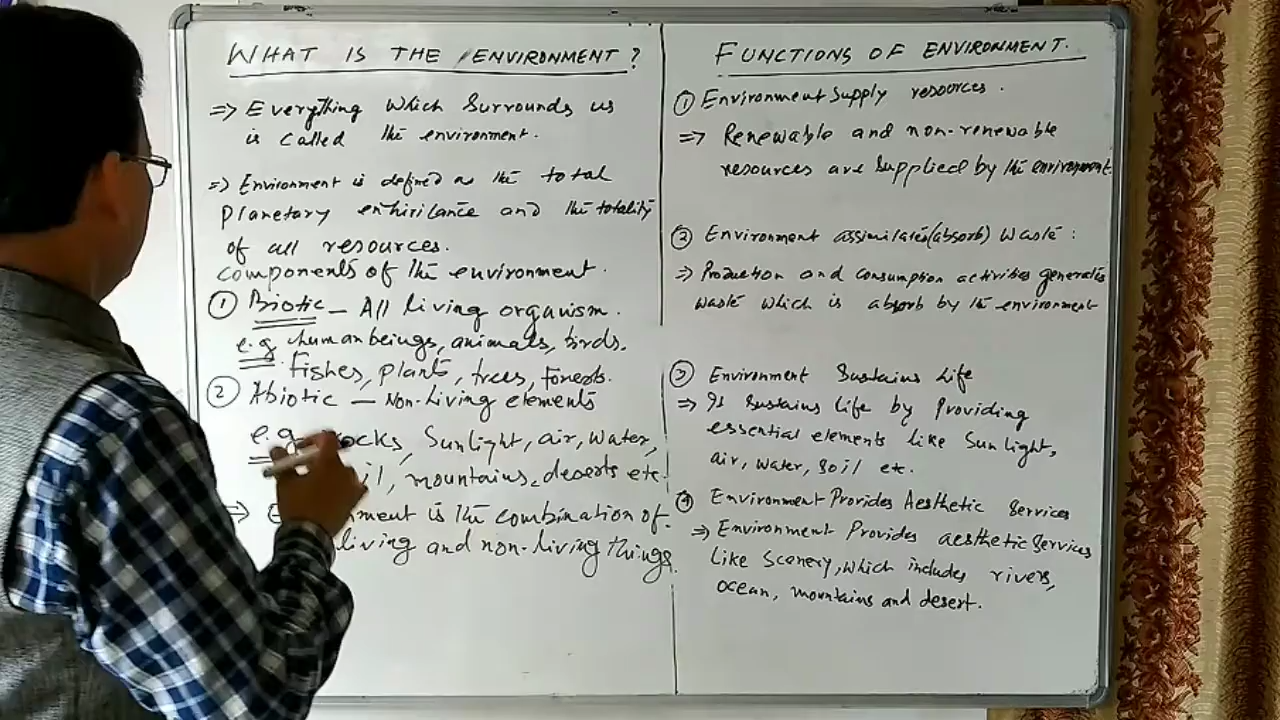 WHAT IS THE ENVIRONMENT?
=> Everything which surrounds us
is called the environment.
=> Environment is defined as the total
planetary enhirilance and the totality
of all resources.
components of the environment.
① Biotic – All living organism.
e.g human beings, animals, birds.
Fishes, plants, trees, forests.
② Abiotic – Non-living elements
e.g rocks, Sunlight, air, water,
mountains, deserts etc.
=> is the combination of
living and non-living things.
FUNCTIONS OF ENVIRONMENT.
① Environment Supply resources.
=> Renewable and non-renewable
resources are supplied by the environment.
② Environment assimilates(absorb) waste:
=> Production and consumption activities generates
waste which is absorb by the environment
③ Environment Sustains life
=> It sustains life by Providing
essential elements like Sun light,
air, water, soil etc.
④ Environment Provides Aesthetic Services
=> Environment Provides aesthetic services
like scenery, which includes rivers,
ocean, mountains and desert.